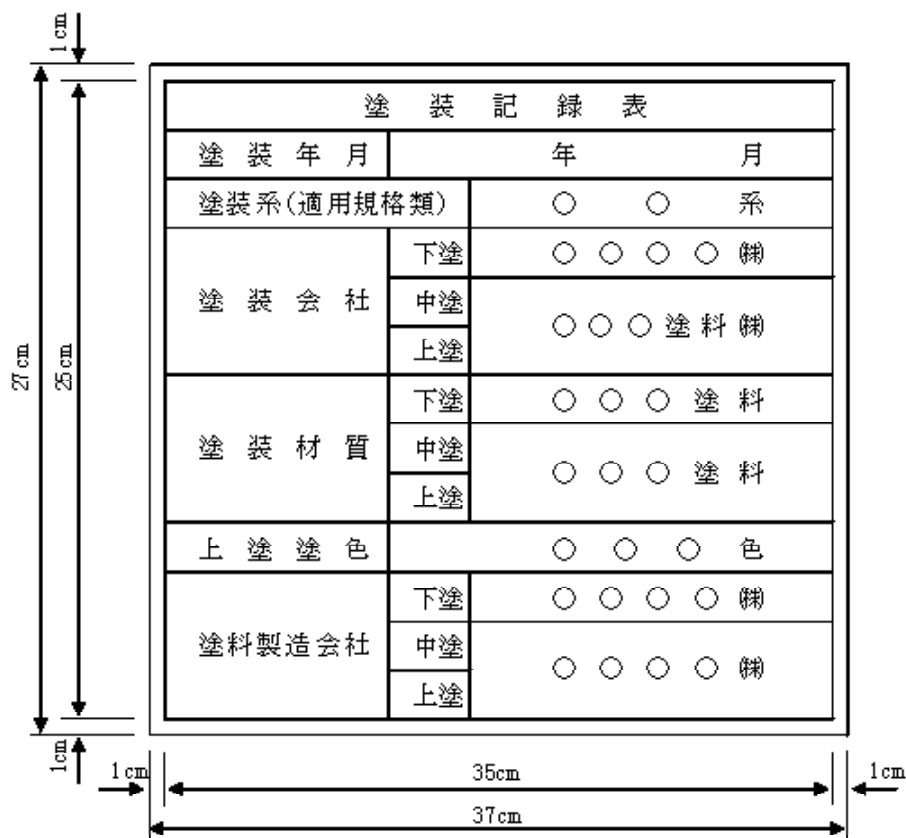 1cm
塗装記録表
塗装年月 年 月
塗装系(適用規格類) ○ ○ 系
塗装会社 下塗 ○○○○㈱
中塗
○○○塗料㈱
上塗
塗装材質 下塗 ○○○塗料
中塗
○○○塗料
上塗
上塗塗色 ○○○色
塗料製造会社 下塗 ○○○○㈱
中塗
○○○○㈱
上塗
27cm
25cm
1cm
1cm
35cm
1cm
37cm